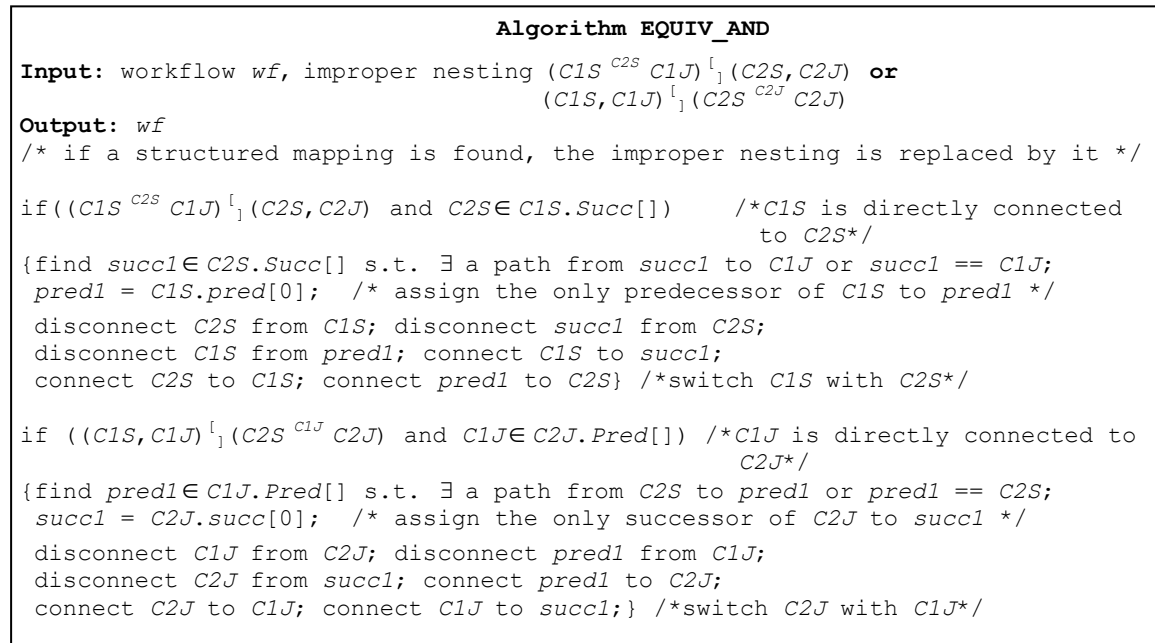 Algorithm EQUIV_AND
Input: workflow wf, improper nesting (C1S ^C2S C1J)^[_](C2S,C2J) or
(C1S,C1J)^[_](C2S ^C2J C2J)
Output: wf
/* if a structured mapping is found, the improper nesting is replaced by it */
if((C1S ^C2S C1J)^[_](C2S,C2J) and C2S∈C1S.Succ[]) /*C1S is directly connected
to C2S*/
{find succ1∈C2S.Succ[] s.t. ∃ a path from succ1 to C1J or succ1 == C1J;
pred1 = C1S.pred[0]; /* assign the only predecessor of C1S to pred1 */
disconnect C2S from C1S; disconnect succ1 from C2S;
disconnect C1S from pred1; connect C1S to succ1;
connect C2S to C1S; connect pred1 to C2S} /*switch C1S with C2S*/
if ((C1S,C1J)^[_](C2S ^C1J C2J) and C1J∈C2J.Pred[]) /*C1J is directly connected to
C2J*/
{find pred1∈C1J.Pred[] s.t. ∃ a path from C2S to pred1 or pred1 == C2S;
succ1 = C2J.succ[0]; /* assign the only successor of C2J to succ1 */
disconnect C1J from C2J; disconnect pred1 from C1J;
disconnect C2J from succ1; connect pred1 to C2J;
connect C2J to C1J; connect C1J to succ1;} /*switch C2J with C1J*/